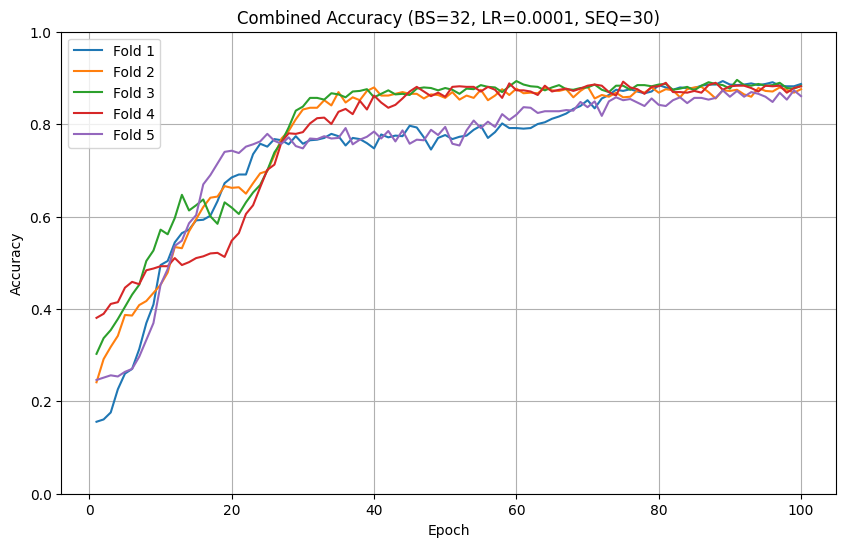 Combined Accuracy (BS=32, LR=0.0001, SEQ=30)
Fold 1
Fold 2
Fold 3
Fold 4
Fold 5
Accuracy
1.0
0.8
0.6
0.4
0.2
0.0
0 20 40 60 80 100
Epoch